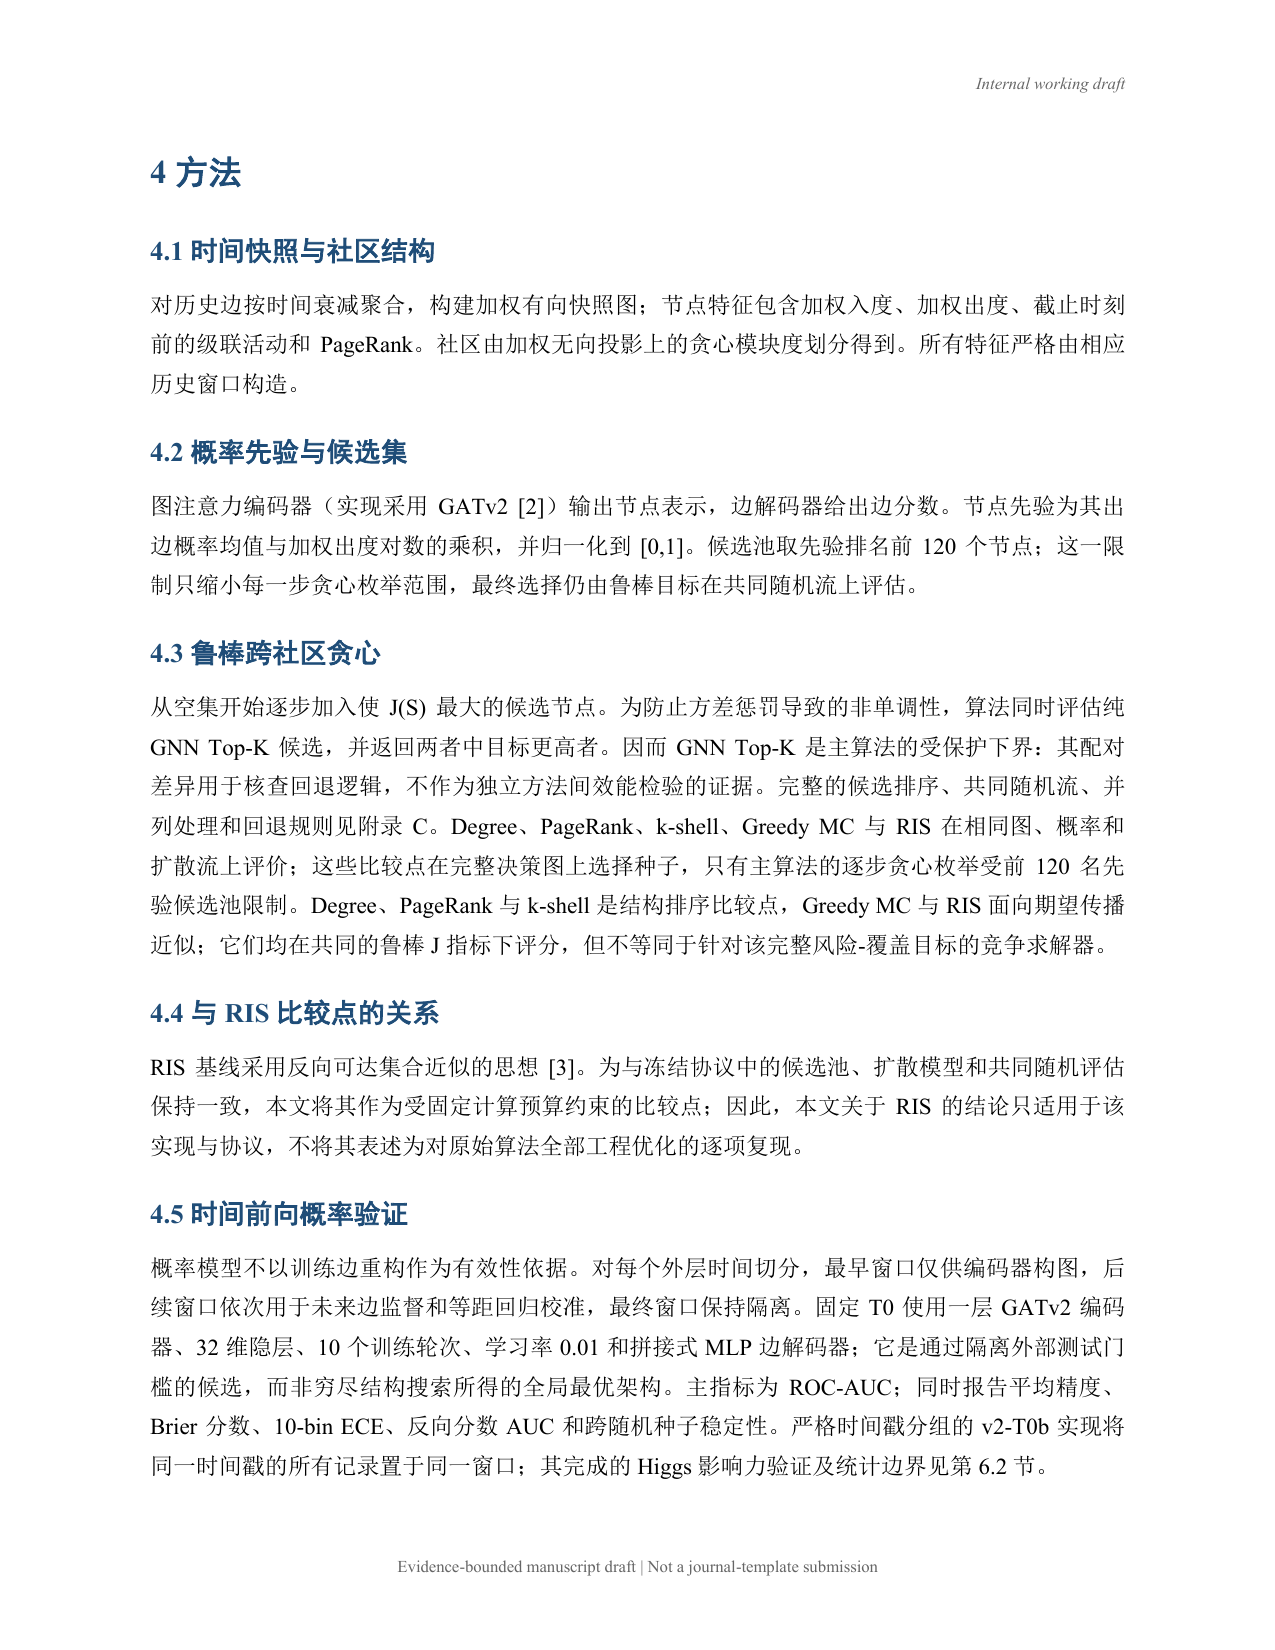 Internal working draft
4 方法
4.1 时间快照与社区结构
对历史边按时间衰减聚合，构建加权有向快照图；节点特征包含加权入度、加权出度、截止时刻
前的级联活动和 PageRank。社区由加权无向投影上的贪心模块度划分得到。所有特征严格由相应
历史窗口构造。
4.2 概率先验与候选集
图注意力编码器（实现采用 GATv2 [2]）输出节点表示，边解码器给出边分数。节点先验为其出
边概率均值与加权出度对数的乘积，并归一化到 [0,1]。候选池取先验排名前 120 个节点；这一限
制只缩小每一步贪心枚举范围，最终选择仍由鲁棒目标在共同随机流上评估。
4.3 鲁棒跨社区贪心
从空集开始逐步加入使 J(S) 最大的候选节点。为防止方差惩罚导致的非单调性，算法同时评估纯
GNN Top-K 候选，并返回两者中目标更高者。因而 GNN Top-K 是主算法的受保护下界：其配对
差异用于核查回退逻辑，不作为独立方法间效能检验的证据。完整的候选排序、共同随机流、并
列处理和回退规则见附录 C。Degree、PageRank、k-shell、Greedy MC 与 RIS 在相同图、概率和
扩散流上评价；这些比较点在完整决策图上选择种子，只有主算法的逐步贪心枚举受前 120 名先
验候选池限制。Degree、PageRank 与 k-shell 是结构排序比较点，Greedy MC 与 RIS 面向期望传播
近似；它们均在共同的鲁棒 J 指标下评分，但不等同于针对该完整风险-覆盖目标的竞争求解器。
4.4 与 RIS 比较点的关系
RIS 基线采用反向可达集合近似的思想 [3]。为与冻结协议中的候选池、扩散模型和共同随机评估
保持一致，本文将其作为受固定计算预算约束的比较点；因此，本文关于 RIS 的结论只适用于该
实现与协议，不将其表述为对原始算法全部工程优化的逐项复现。
4.5 时间前向概率验证
概率模型不以训练边重构作为有效性依据。对每个外层时间切分，最早窗口仅供编码器构图，后
续窗口依次用于未来边监督和等距回归校准，最终窗口保持隔离。固定 T0 使用一层 GATv2 编码
器、32 维隐层、10 个训练轮次、学习率 0.01 和拼接式 MLP 边解码器；它是通过隔离外部测试门
槛的候选，而非穷尽结构搜索所得的全局最优架构。主指标为 ROC-AUC；同时报告平均精度、
Brier 分数、10-bin ECE、反向分数 AUC 和跨随机种子稳定性。严格时间戳分组的 v2-T0b 实现将
同一时间戳的所有记录置于同一窗口；其完成的 Higgs 影响力验证及统计边界见第 6.2 节。
Evidence-bounded manuscript draft | Not a journal-template submission